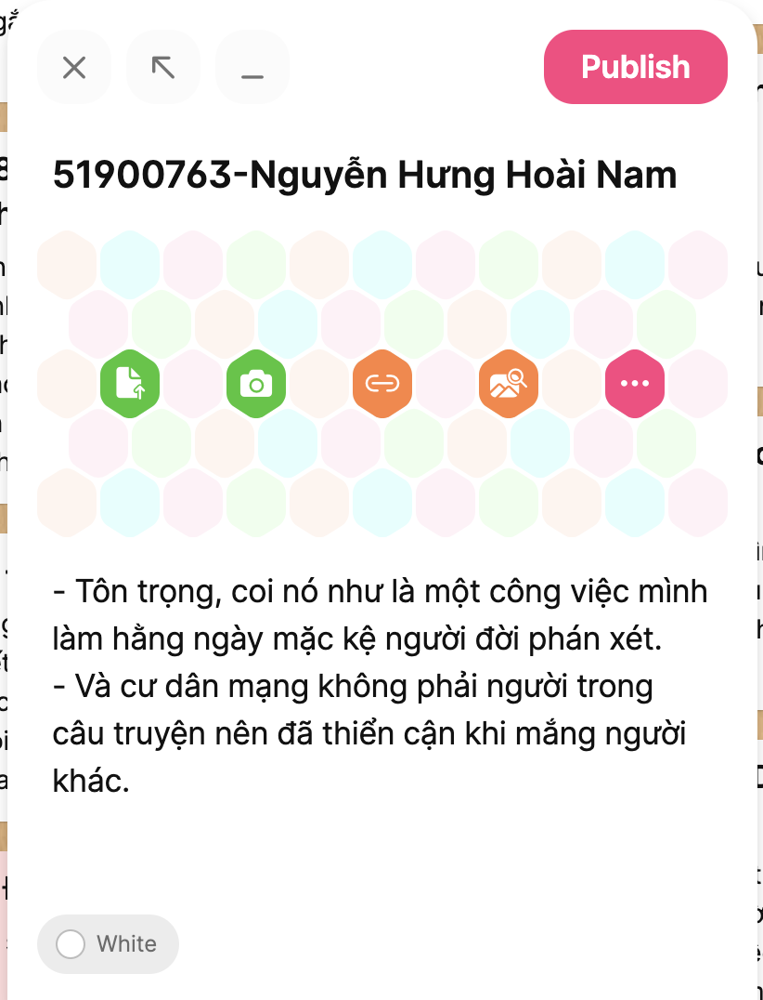 Publish
51900763-Nguyễn Hưng Hoài Nam
- Tôn trọng, coi nó như là một công việc mình
làm hằng ngày mặc kệ người đời phán xét.
- Và cư dân mạng không phải người trong
câu truyện nên đã thiển cận khi mắng người
khác.
White